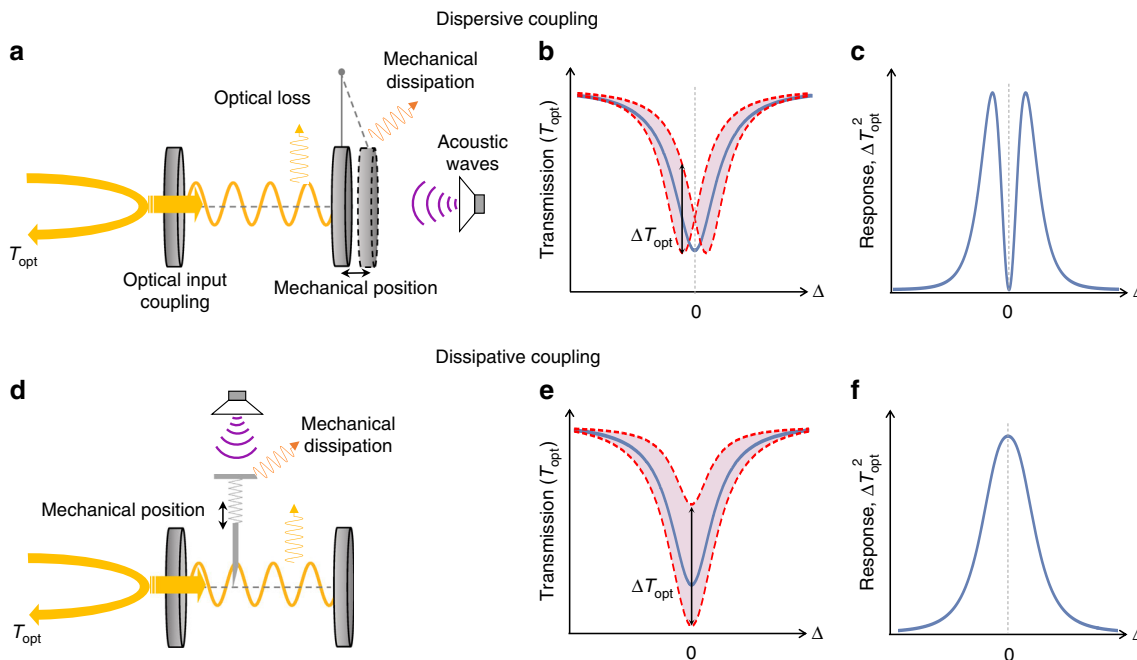 Dispersive coupling
a
Mechanical
dissipation
Optical loss
Acoustic
waves
T_opt
Optical input
coupling
Mechanical position
b
Transmission (T_opt)
ΔT_opt
Δ
0
c
Response, ΔT_opt^2
Δ
0
Dissipative coupling
d
Mechanical
dissipation
Mechanical position
T_opt
e
Transmission (T_opt)
ΔT_opt
Δ
0
f
Response, ΔT_opt^2
Δ
0